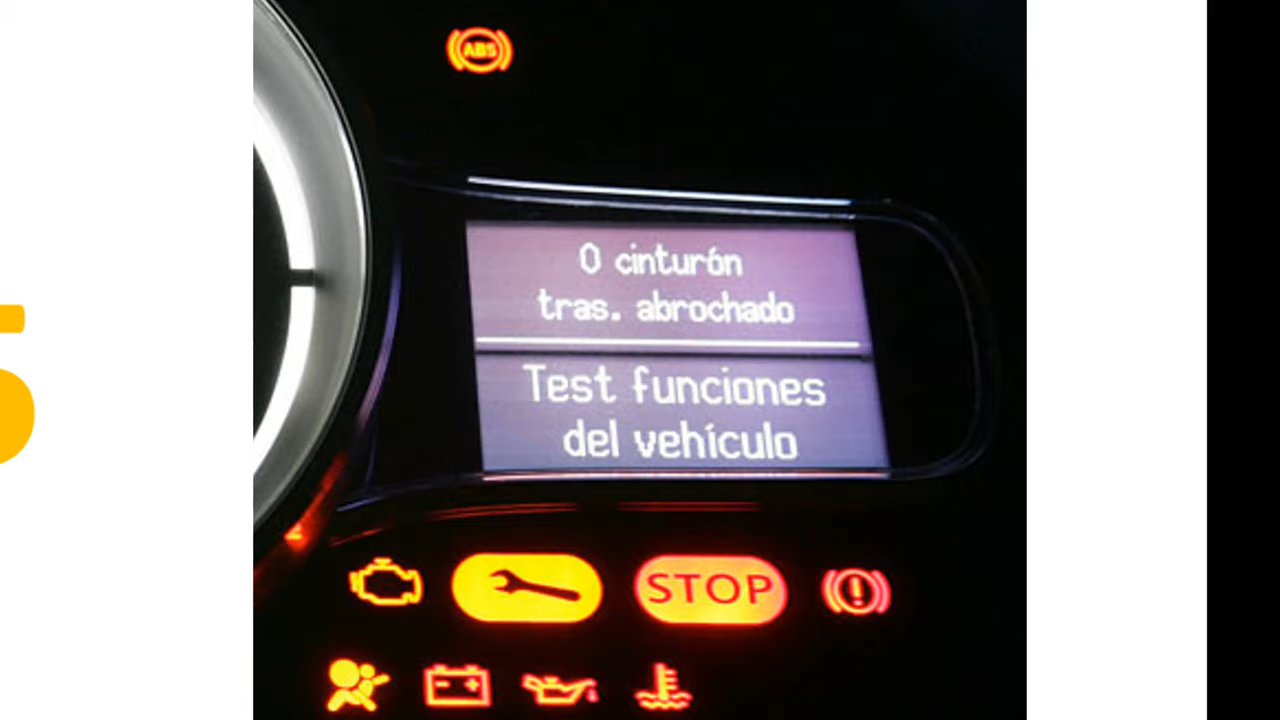 ABS
0 cinturón
tras. abrochado
Test funciones
del vehículo
STOP